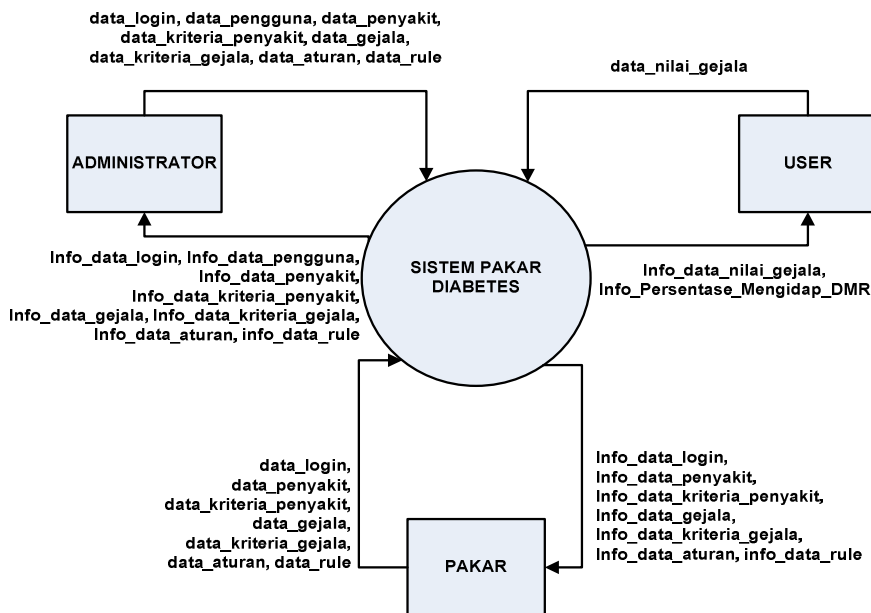 data_login, data_pengguna, data_penyakit,
data_kriteria_penyakit, data_gejala,
data_kriteria_gejala, data_aturan, data_rule
data_nilai_gejala
ADMINISTRATOR
USER
Info_data_login, Info_data_pengguna,
Info_data_penyakit,
Info_data_kriteria_penyakit,
Info_data_gejala, Info_data_kriteria_gejala,
Info_data_aturan, info_data_rule
SISTEM PAKAR
DIABETES
Info_data_nilai_gejala,
Info_Persentase_Mengidap_DMR
data_login,
data_penyakit,
data_kriteria_penyakit,
data_gejala,
data_kriteria_gejala,
data_aturan, data_rule
PAKAR
Info_data_login,
Info_data_penyakit,
Info_data_kriteria_penyakit,
Info_data_gejala,
Info_data_kriteria_gejala,
Info_data_aturan, info_data_rule